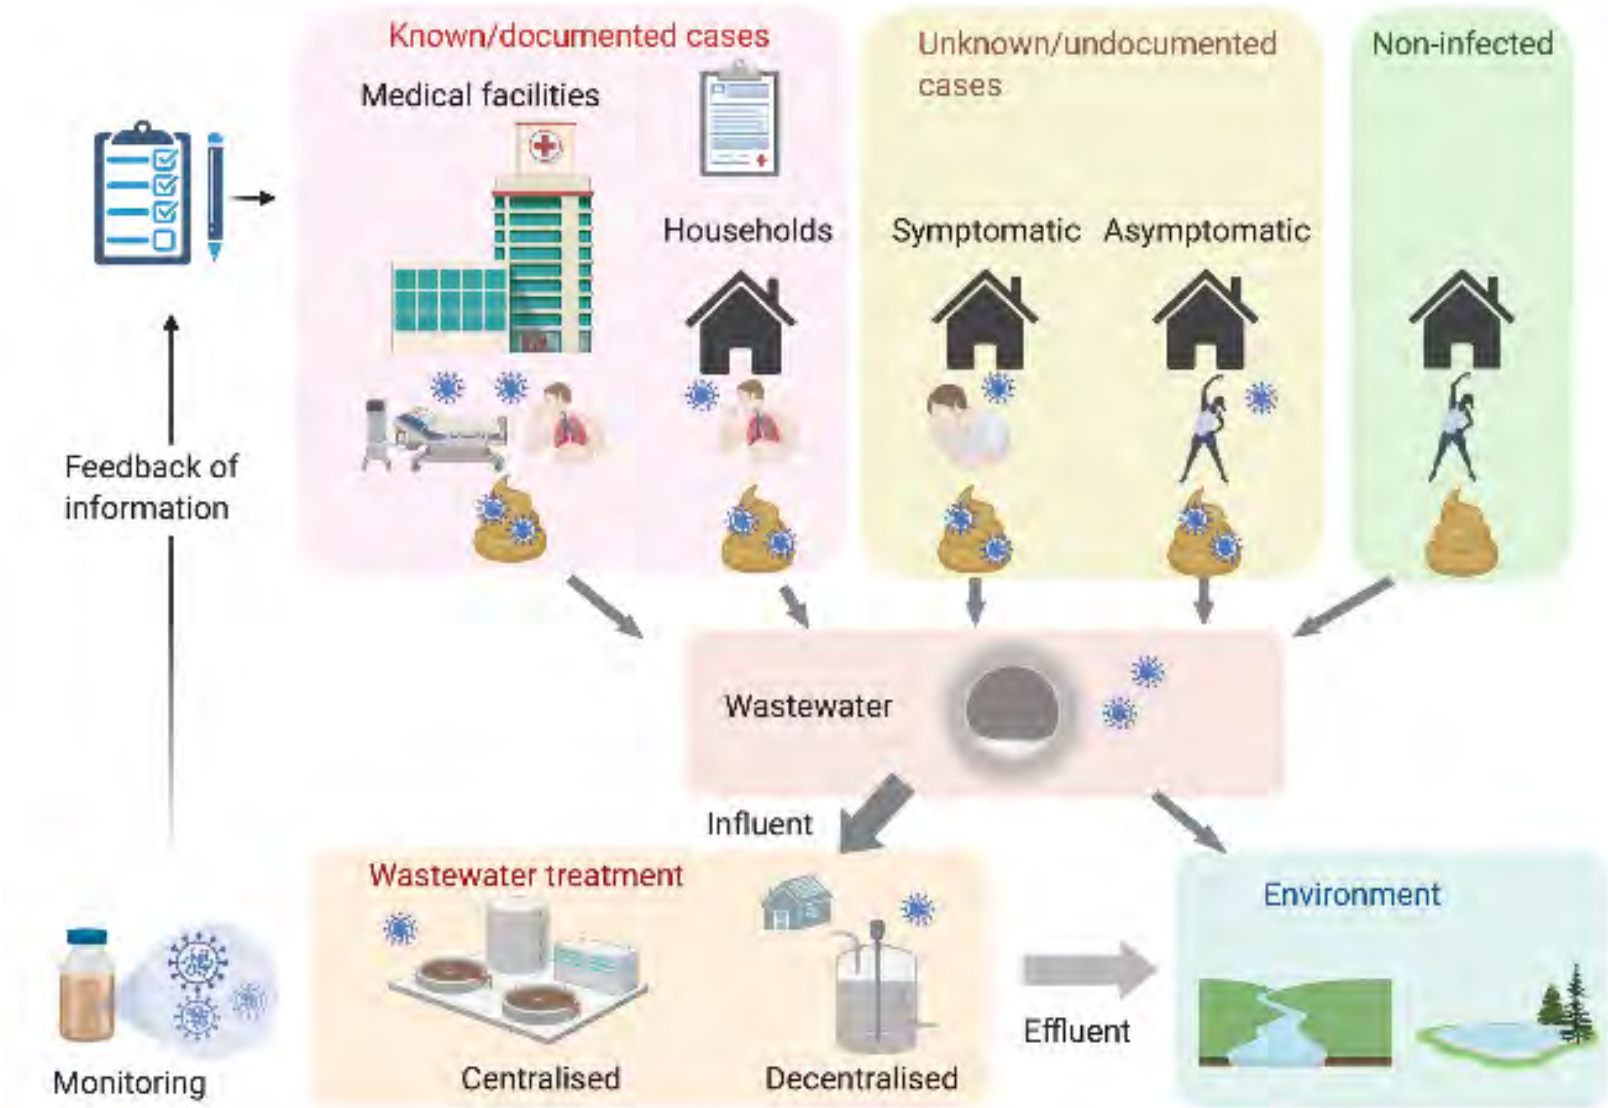 Known/documented cases
Unknown/undocumented
cases
Non-infected
Medical facilities
Households
Symptomatic
Asymptomatic
Feedback of
information
Wastewater
Influent
Wastewater treatment
Environment
Effluent
Monitoring
Centralised
Decentralised